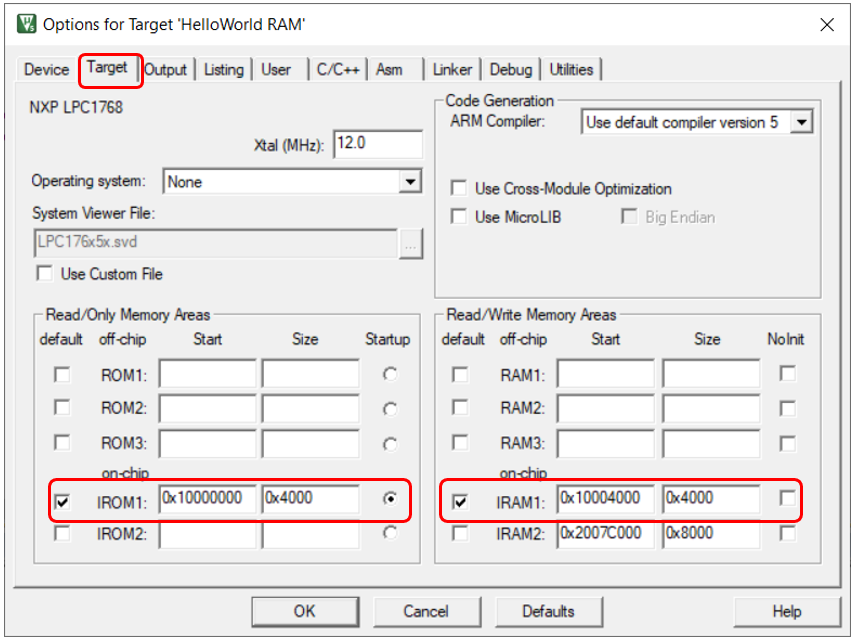 Options for Target 'HelloWorld RAM'
Device Target Output Listing User C/C++ Asm Linker Debug Utilities
NXP LPC1768
Xtal (MHz): 12.0
Operating system: None
System Viewer File:
LPC176x5x.svd ...
Use Custom File
Code Generation
ARM Compiler: Use default compiler version 5
Use Cross-Module Optimization
Use MicroLIB Big Endian
Read/Only Memory Areas
default off-chip Start Size Startup
ROM1:
ROM2:
ROM3:
on-chip
IROM1: 0x10000000 0x4000
IROM2:
Read/Write Memory Areas
default off-chip Start Size NoInit
RAM1:
RAM2:
RAM3:
on-chip
IRAM1: 0x10004000 0x4000
IRAM2: 0x2007C000 0x8000
OK Cancel Defaults Help